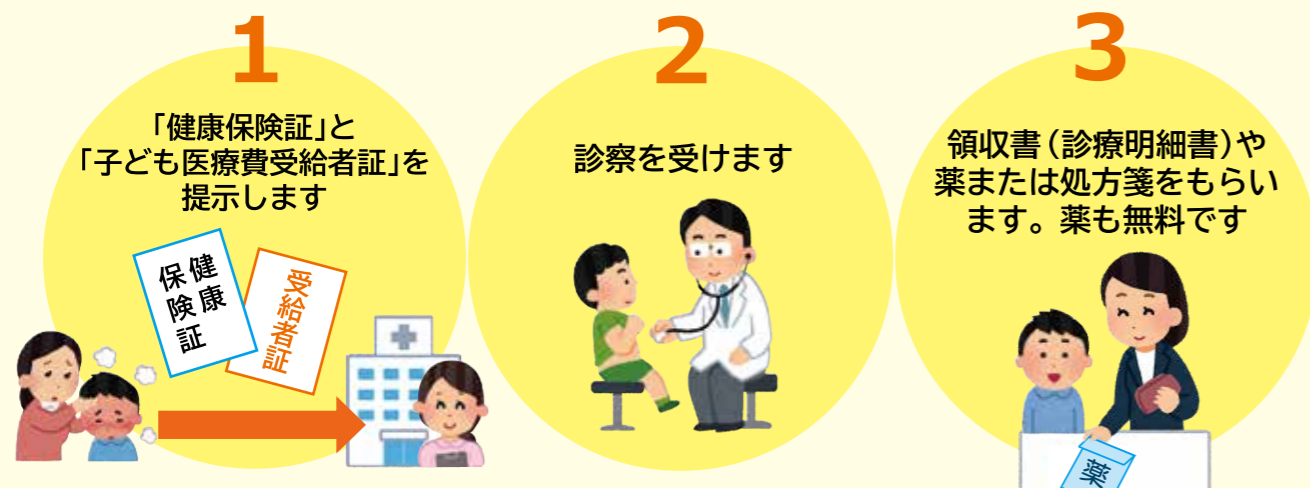 1
「健康保険証」と
「子ども医療費受給者証」を
提示します
健康
保険証
受給者証
2
診察を受けます
3
領収書（診療明細書）や
薬または処方箋をもらい
ます。薬も無料です
薬